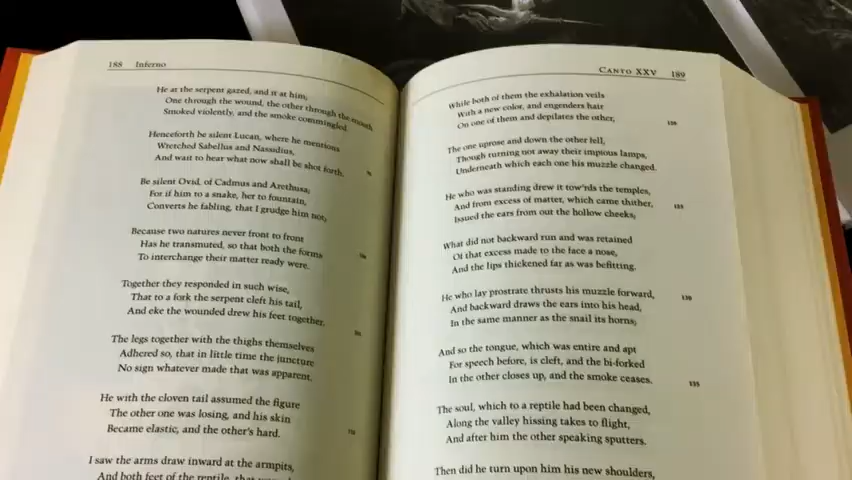 188 Inferno
He at the serpent gazed, and it at him;
One through the wound, the other through the mouth
Smoked violently, and the smoke commingled.
Henceforth be silent Lucan, where he mentions
Wretched Sabellus and Nassidius,
And wait to hear what now shall be shot forth.
Be silent Ovid, of Cadmus and Arethusa;
For if him to a snake, her to fountain,
Converts he fabling, that I grudge him not;
Because two natures never front to front
Has he transmuted, so that both the forms
To interchange their matter ready were.
Together they responded in such wise,
That to a fork the serpent cleft his tail,
And eke the wounded drew his feet together.
The legs together with the thighs themselves
Adhered so, that in little time the juncture
No sign whatever made that was apparent.
He with the cloven tail assumed the figure
The other one was losing, and his skin
Became elastic, and the other's hard.
I saw the arms draw inward at the armpits,
And both feet of the reptile, that
Canto XXV 189
While both of them the exhalation veils
With a new color, and engenders hair
On one of them and depilates the other,
The one uprose and down the other fell,
Though turning not away their impious lamps,
Underneath which each one his muzzle changed.
He who was standing drew it tow'rds the temples,
And from excess of matter, which came thither,
Issued the ears from out the hollow cheeks;
What did not backward run and was retained
Of that excess made to the face a nose,
And the lips thickened far as was befitting.
He who lay prostrate thrusts his muzzle forward,
And backward draws the ears into his head,
In the same manner as the snail its horns;
And so the tongue, which was entire and apt
For speech before, is cleft, and the bi-forked
In the other closes up, and the smoke ceases. 135
The soul, which to a reptile had been changed,
Along the valley hissing takes to flight,
And after him the other speaking sputters.
Then did he turn upon him his new shoulders,